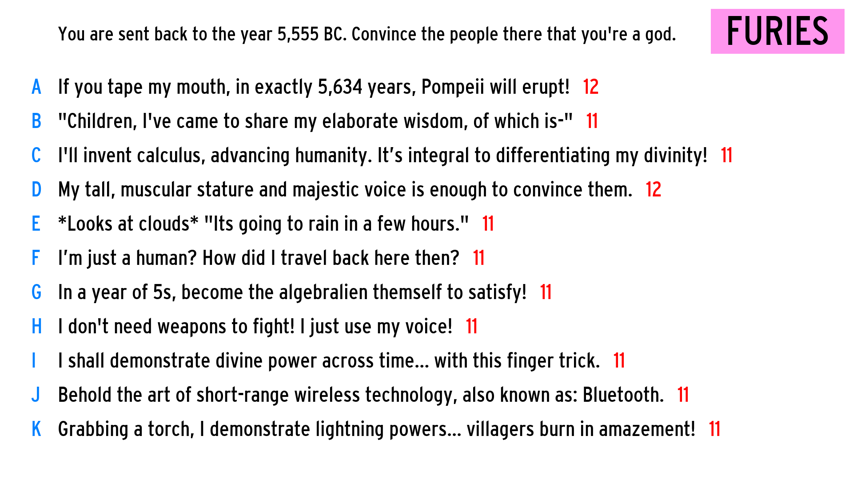 You are sent back to the year 5,555 BC. Convince the people there that you're a god.
FURIES
A If you tape my mouth, in exactly 5,634 years, Pompeii will erupt! 12
B "Children, I've came to share my elaborate wisdom, of which is-" 11
C I'll invent calculus, advancing humanity. It’s integral to differentiating my divinity! 11
D My tall, muscular stature and majestic voice is enough to convince them. 12
E *Looks at clouds* "Its going to rain in a few hours." 11
F I’m just a human? How did I travel back here then? 11
G In a year of 5s, become the algebralien themself to satisfy! 11
H I don't need weapons to fight! I just use my voice! 11
I I shall demonstrate divine power across time... with this finger trick. 11
J Behold the art of short-range wireless technology, also known as: Bluetooth. 11
K Grabbing a torch, I demonstrate lightning powers... villagers burn in amazement! 11